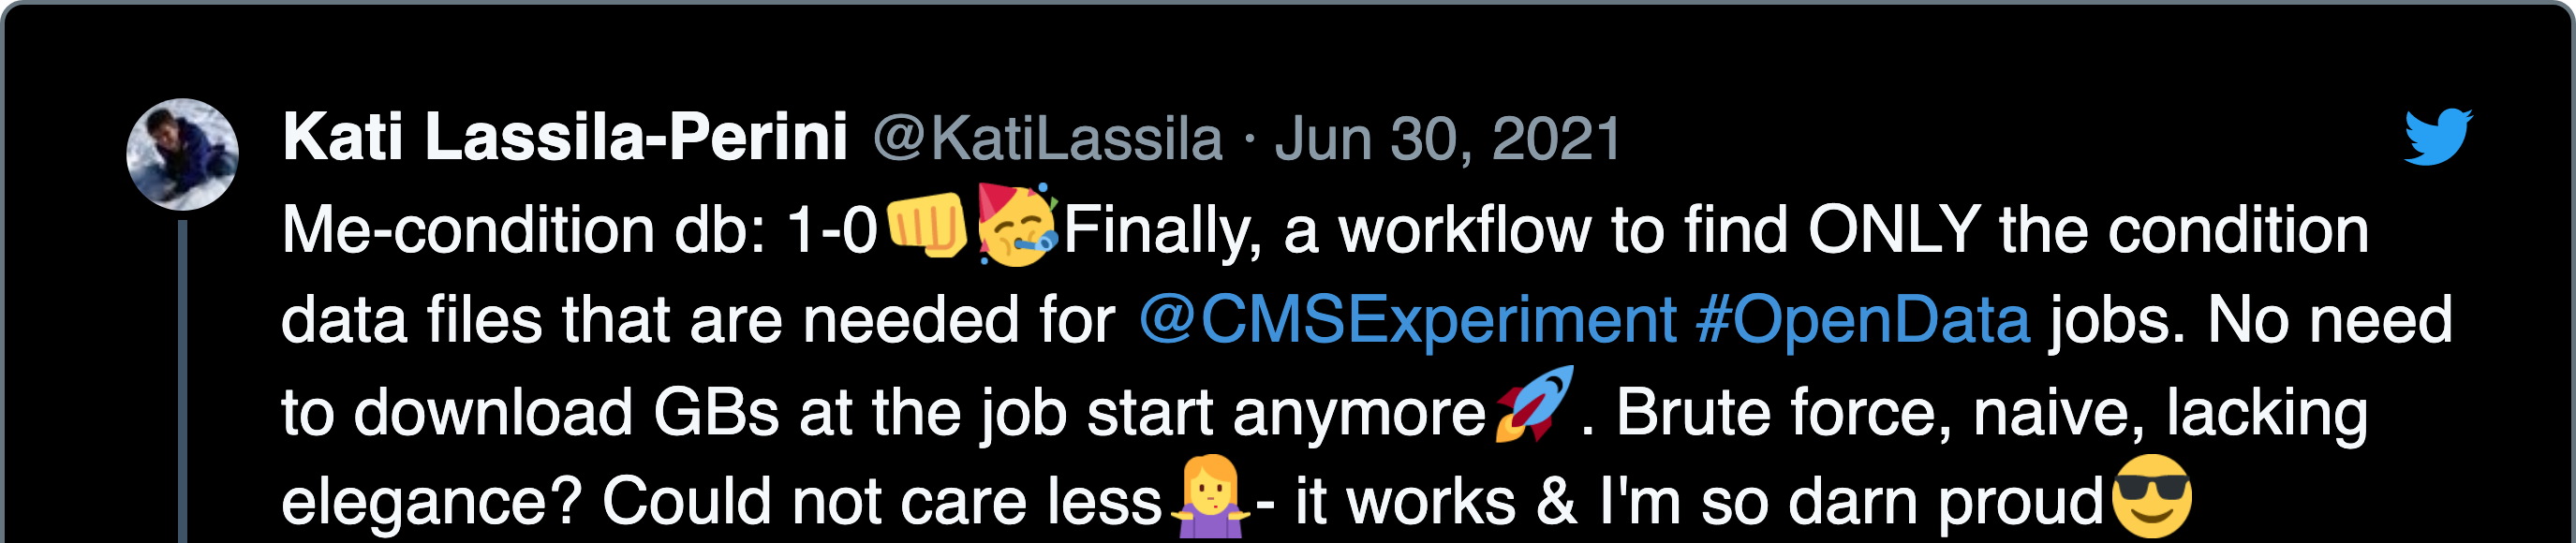 Kati Lassila-Perini @KatiLassila · Jun 30, 2021
Me-condition db: 1-0👊🥳Finally, a workflow to find ONLY the condition
data files that are needed for @CMSExperiment #OpenData jobs. No need
to download GBs at the job start anymore🚀. Brute force, naive, lacking
elegance? Could not care less🤷‍♀️- it works & I'm so darn proud😎